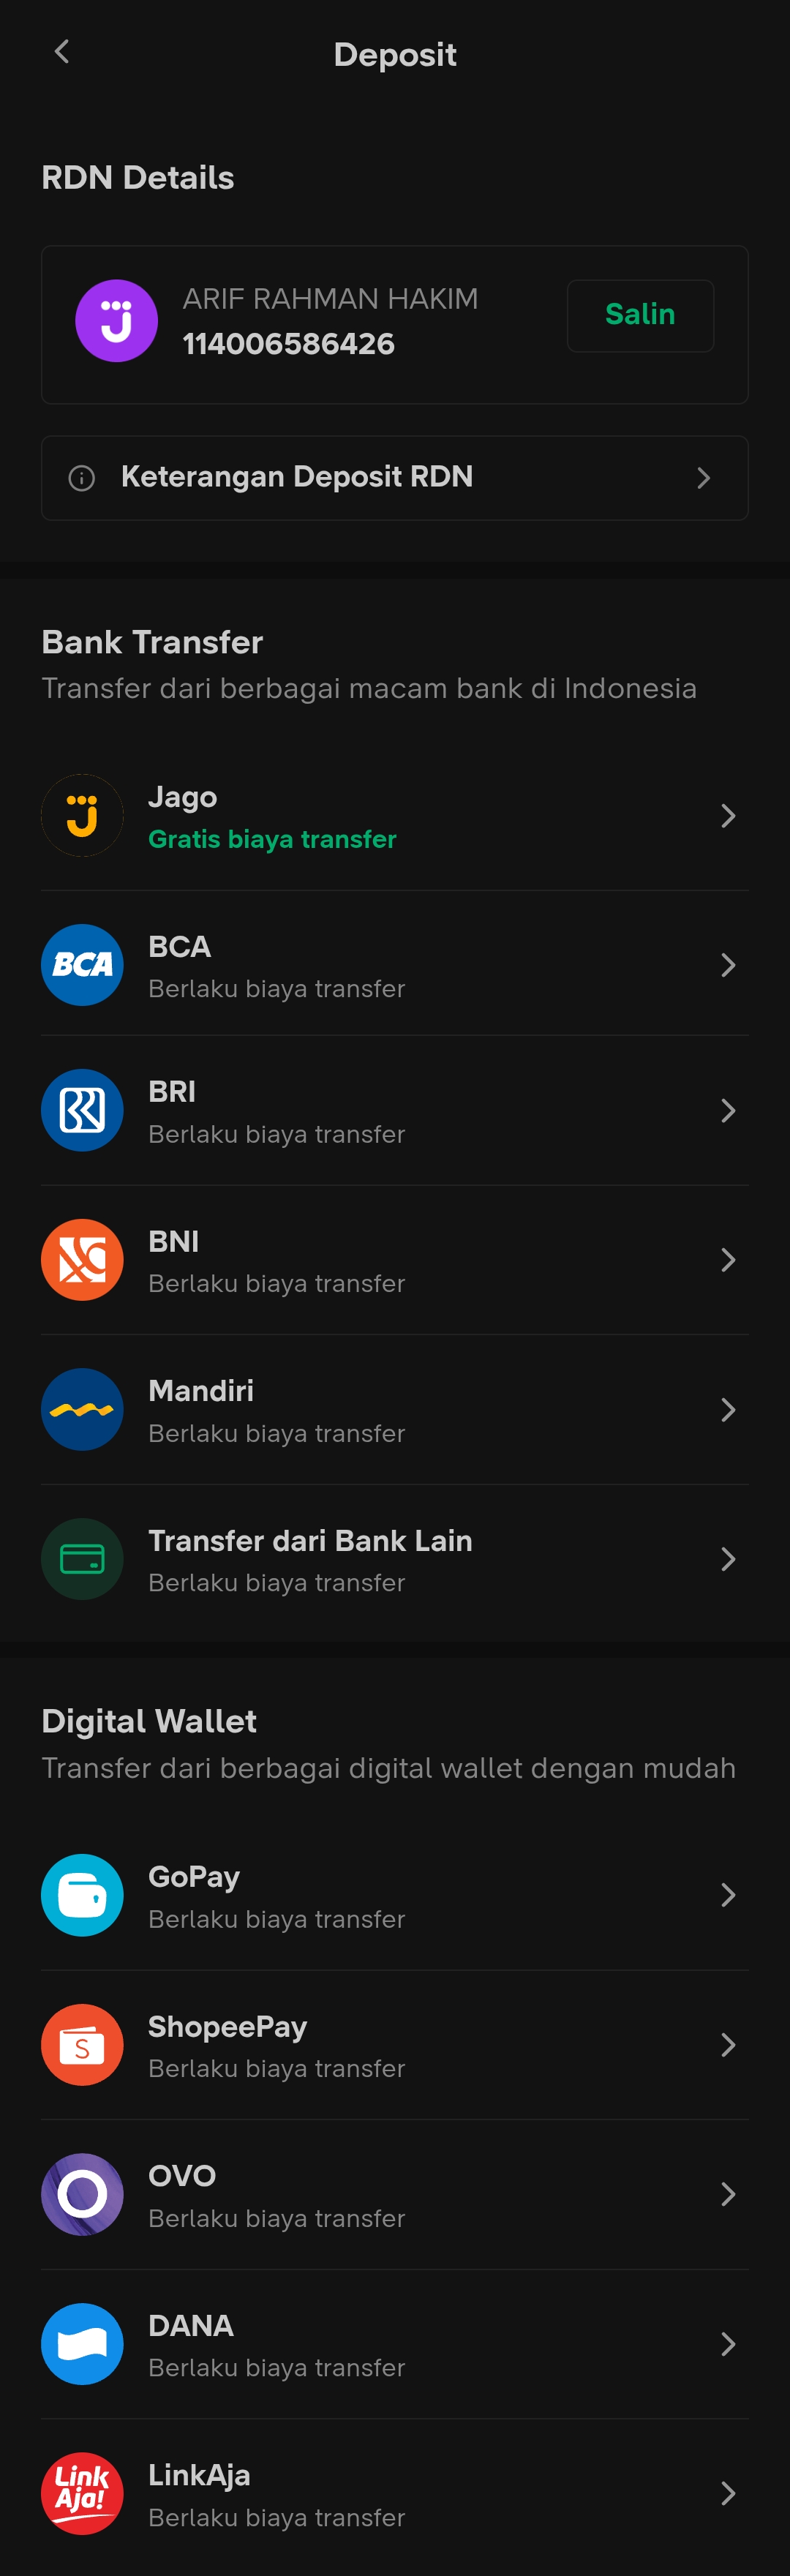 Deposit
RDN Details
ARIF RAHMAN HAKIM
114006586426
Salin
Keterangan Deposit RDN
Bank Transfer
Transfer dari berbagai macam bank di Indonesia
Jago
Gratis biaya transfer
BCA
BCA
Berlaku biaya transfer
BRI
Berlaku biaya transfer
BNI
Berlaku biaya transfer
Mandiri
Berlaku biaya transfer
Transfer dari Bank Lain
Berlaku biaya transfer
Digital Wallet
Transfer dari berbagai digital wallet dengan mudah
GoPay
Berlaku biaya transfer
S
ShopeePay
Berlaku biaya transfer
OVO
Berlaku biaya transfer
DANA
Berlaku biaya transfer
Link
Aja!
LinkAja
Berlaku biaya transfer